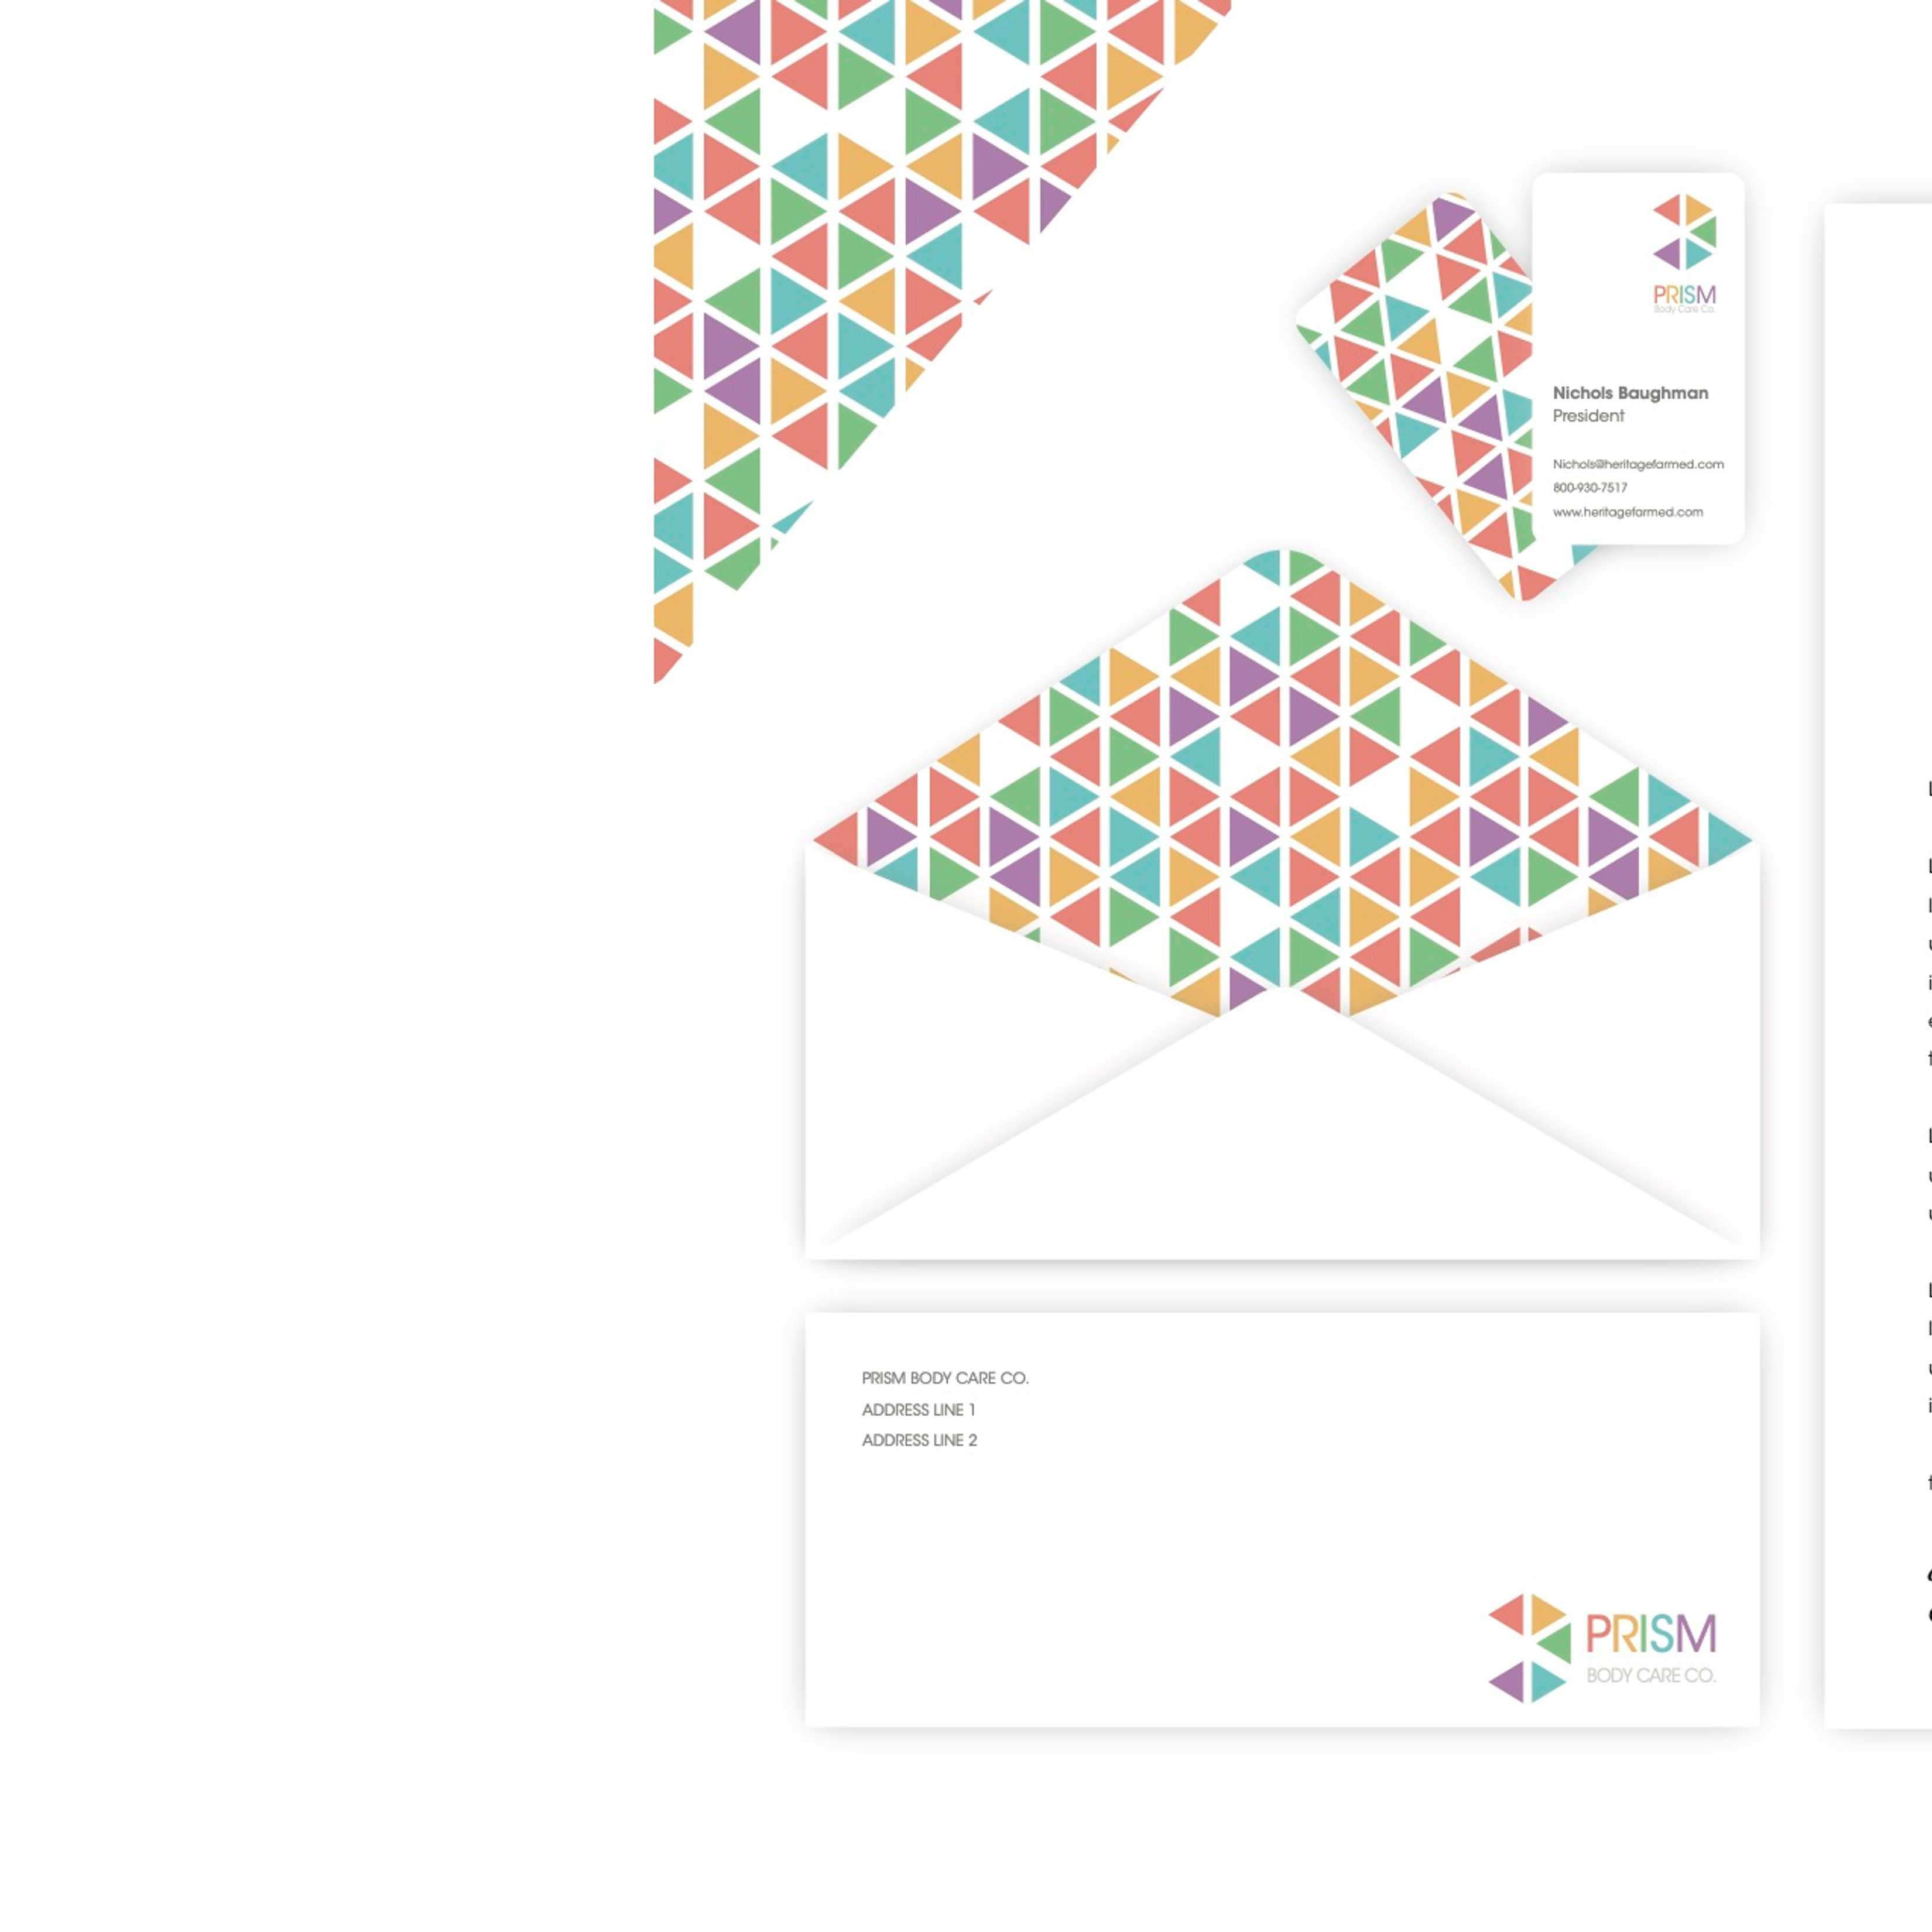 PRISM
Body Care Co.
Nichols Baughman
President
Nichols@heritagefarmed.com
800-930-7517
www.heritagefarmed.com
PRISM BODY CARE CO.
ADDRESS LINE 1
ADDRESS LINE 2
PRISM
BODY CARE CO.